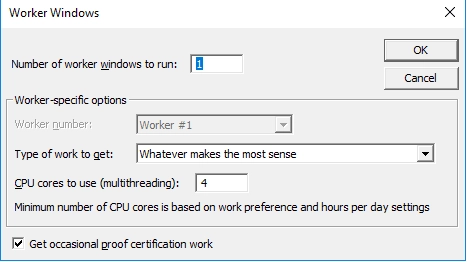 Worker Windows
Number of worker windows to run: 1
OK
Cancel
Worker-specific options
Worker number: Worker #1
Type of work to get: Whatever makes the most sense
CPU cores to use (multithreading): 4
Minimum number of CPU cores is based on work preference and hours per day settings
Get occasional proof certification work